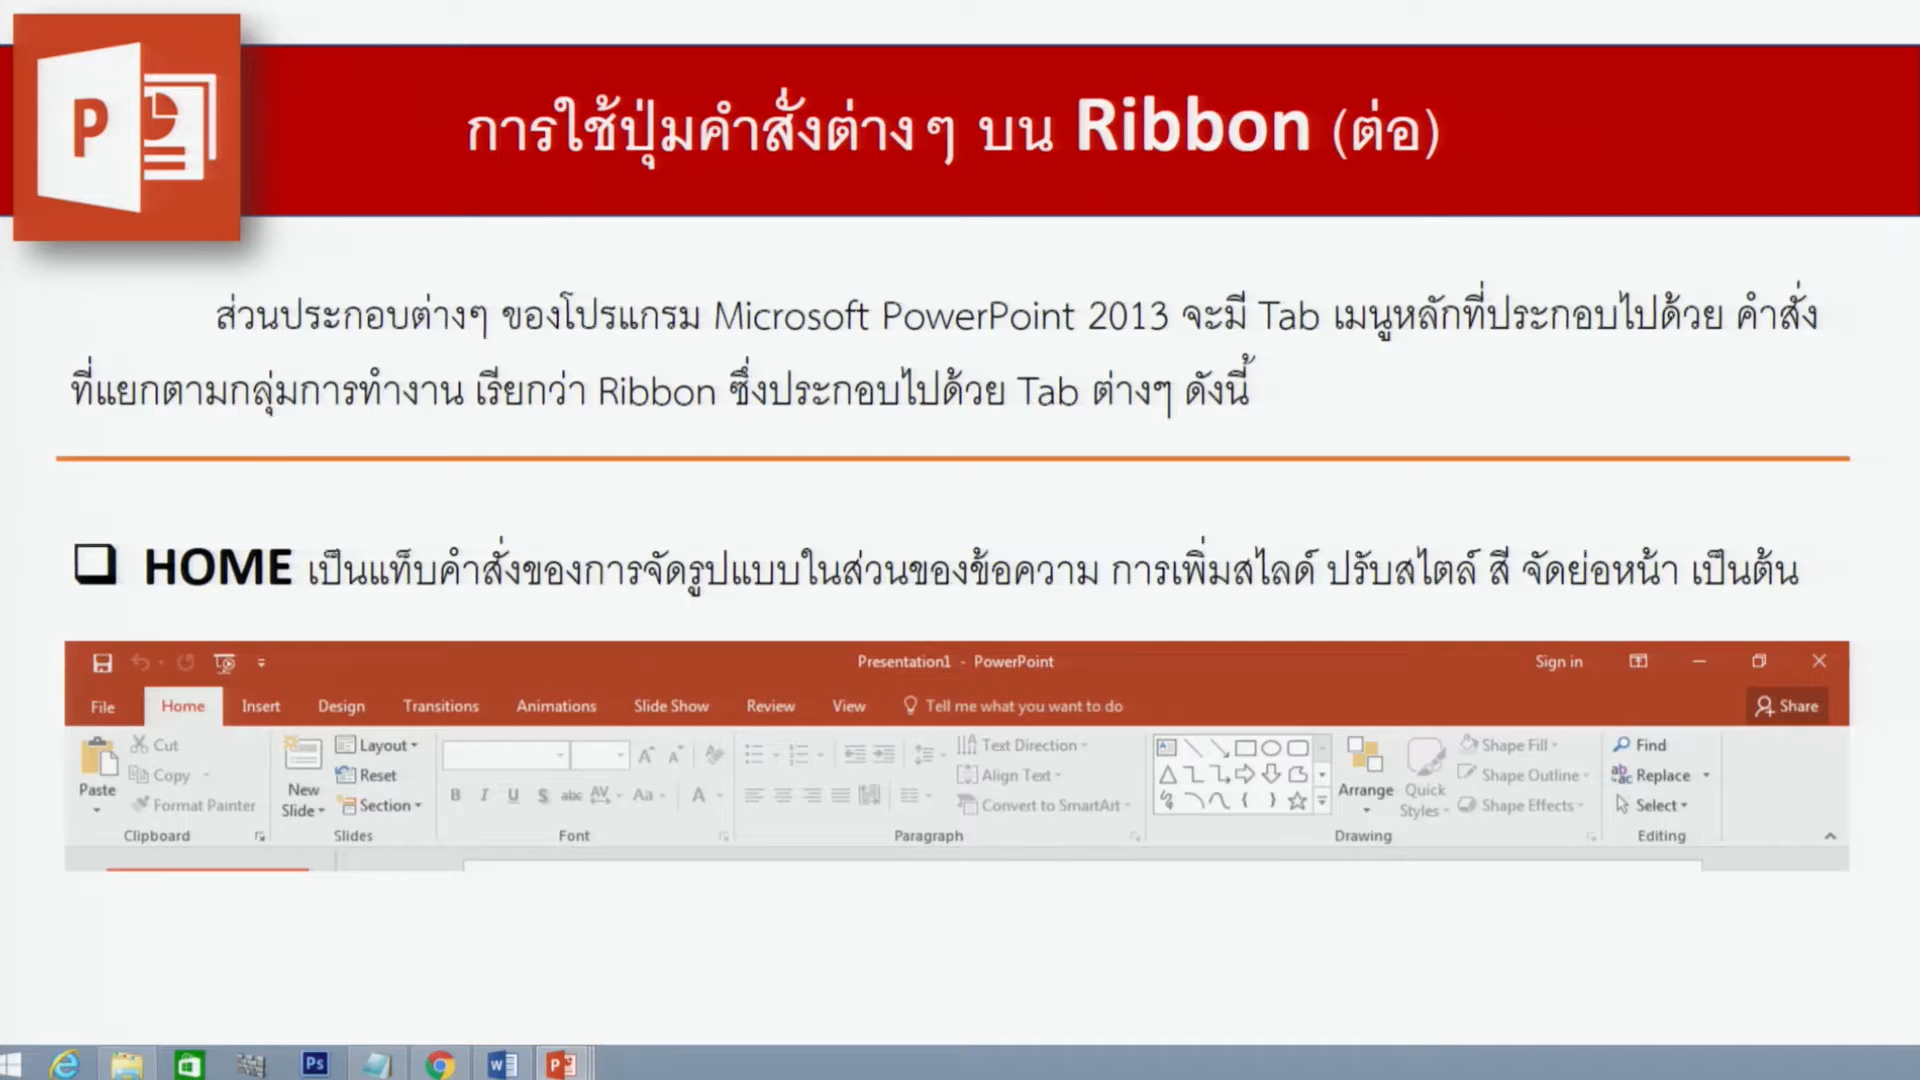 P
การใช้ปุ่มคำสั่งต่างๆ บน Ribbon (ต่อ)
ส่วนประกอบต่างๆ ของโปรแกรม Microsoft PowerPoint 2013 จะมี Tab เมนูหลักที่ประกอบไปด้วย คำสั่ง
ที่แยกตามกลุ่มการทำงาน เรียกว่า Ribbon ซึ่งประกอบไปด้วย Tab ต่างๆ ดังนี้
HOME เป็นแท็บคำสั่งของการจัดรูปแบบในส่วนของข้อความ การเพิ่มสไลด์ ปรับสไตล์ สี จัดย่อหน้า เป็นต้น
Presentation1 - PowerPoint Sign in
File Home Insert Design Transitions Animations Slide Show Review View Tell me what you want to do Share
Cut Layout Text Direction Shape Fill Find
Copy Reset Align Text Shape Outline Replace
Paste New Arrange Quick
Format Painter Slide Section B I U S abc AV Aa A Convert to SmartArt Styles Shape Effects Select
Clipboard Slides Font Paragraph Drawing Editing
Ps W P